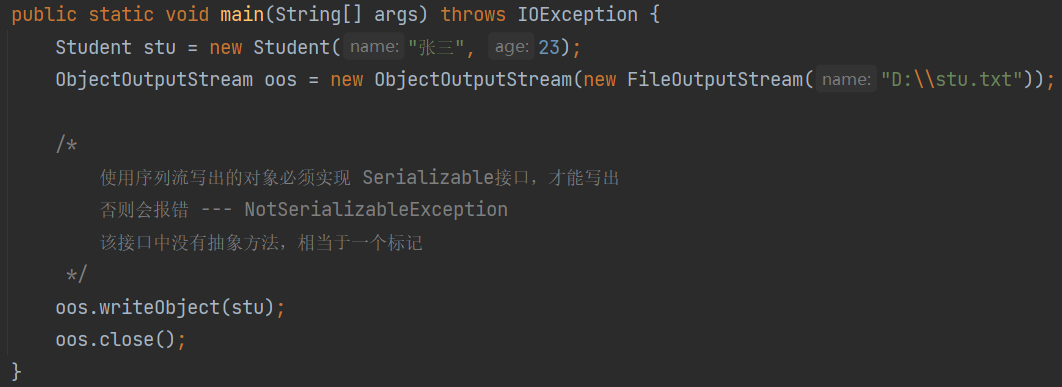 public static void main(String[] args) throws IOException {
Student stu = new Student( name: "张三", age: 23);
ObjectOutputStream oos = new ObjectOutputStream(new FileOutputStream( name: "D:\\stu.txt"));
/*
使用序列流写出的对象必须实现 Serializable接口，才能写出
否则会报错 --- NotSerializableException
该接口中没有抽象方法，相当于一个标记
*/
oos.writeObject(stu);
oos.close();
}